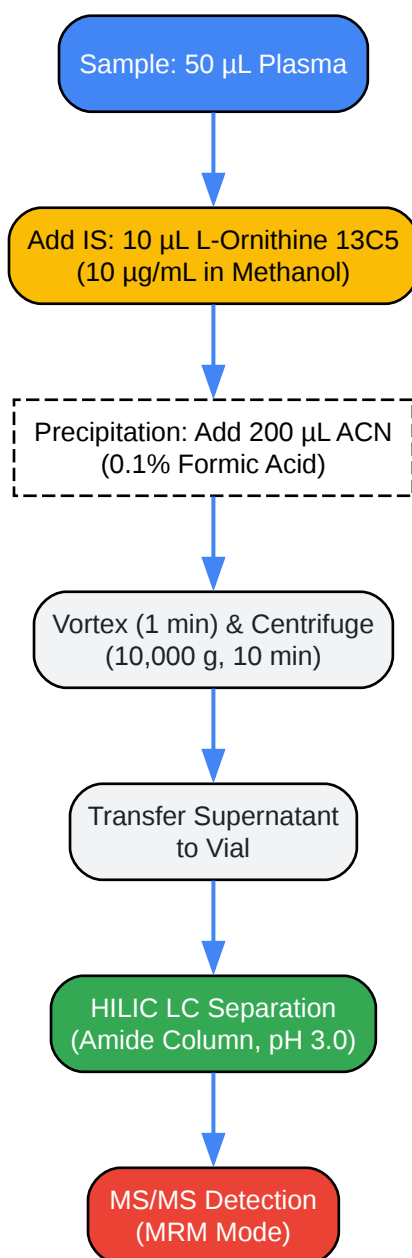 Sample: 50 µL Plasma
Add IS: 10 µL L-Ornithine 13C5
(10 µg/mL in Methanol)
Precipitation: Add 200 µL ACN
(0.1% Formic Acid)
Vortex (1 min) & Centrifuge
(10,000 g, 10 min)
Transfer Supernatant
to Vial
HILIC LC Separation
(Amide Column, pH 3.0)
MS/MS Detection
(MRM Mode)